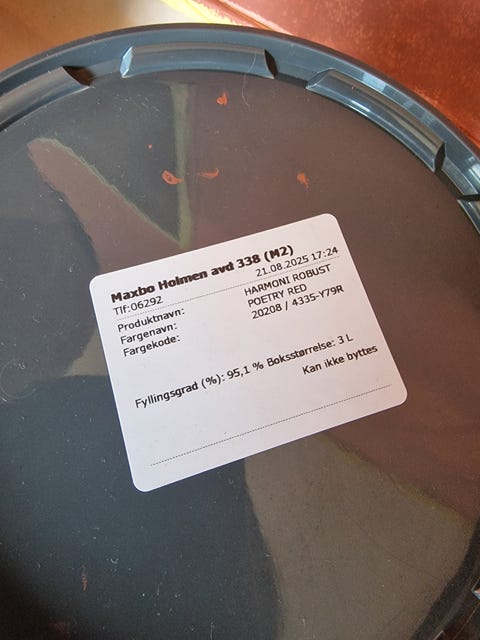 Maxbo Holmen avd 338 (M2)
Tlf:06292 21.08.2025 17:24
Produktnavn: HARMONI ROBUST
Fargenavn: POETRY RED
Fargekode: 20208 / 4335-Y79R
Fyllingsgrad (%): 95,1 % Boksstørrelse: 3 L
Kan ikke byttes